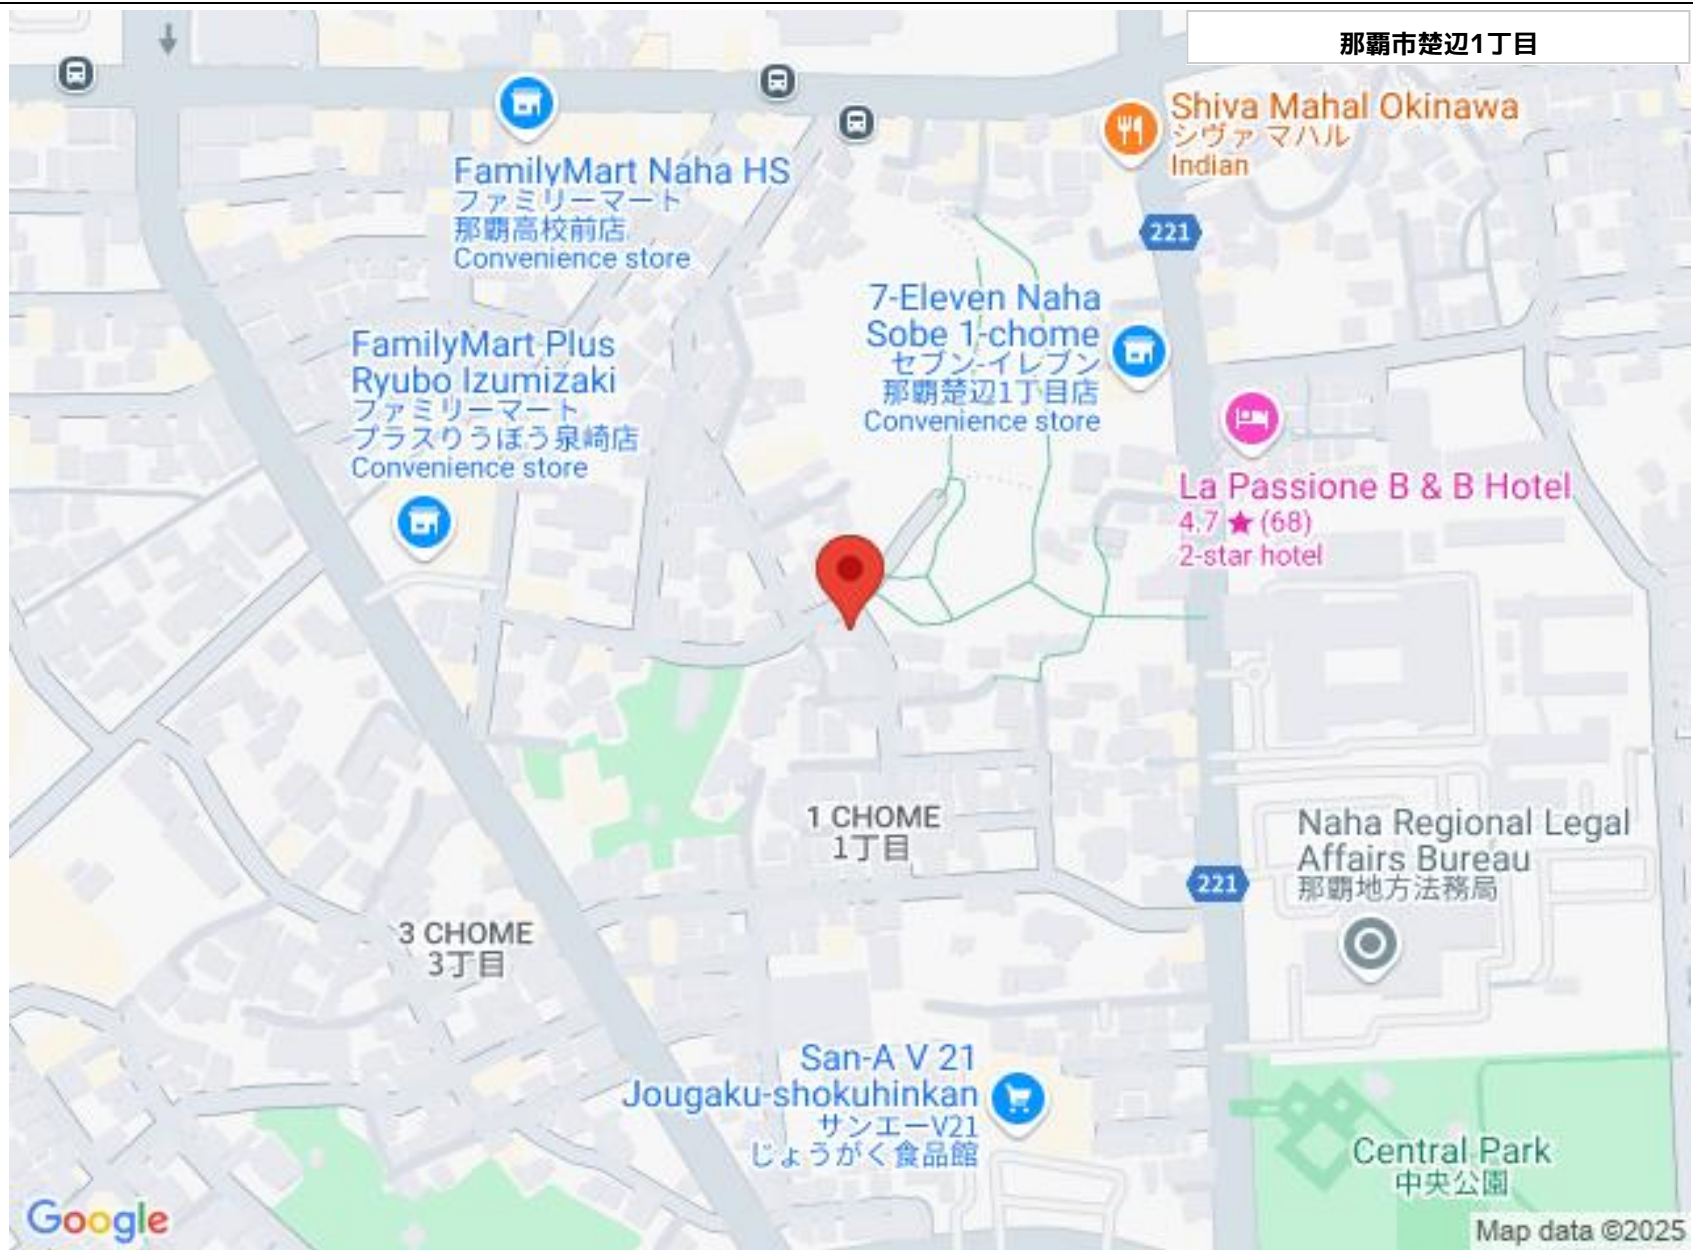 那覇市楚辺1丁目
Shiva Mahal Okinawa
シヴァ マハル
Indian
FamilyMart Naha HS
ファミリーマート
那覇高校前店
Convenience store
221
7-Eleven Naha
Sobe 1-chome
セブン-イレブン
那覇楚辺1丁目店
Convenience store
FamilyMart Plus
Ryubo Izumizaki
ファミリーマート
プラスりうぼう泉崎店
Convenience store
La Passione B & B Hotel
4.7 ★ (68)
2-star hotel
1 CHOME
1丁目
Naha Regional Legal
Affairs Bureau
那覇地方法務局
221
3 CHOME
3丁目
San-A V 21
Jougaku-shokuhinkan
サンエーV21
じょうがく食品館
Central Park
中央公園
Google
Map data ©2025